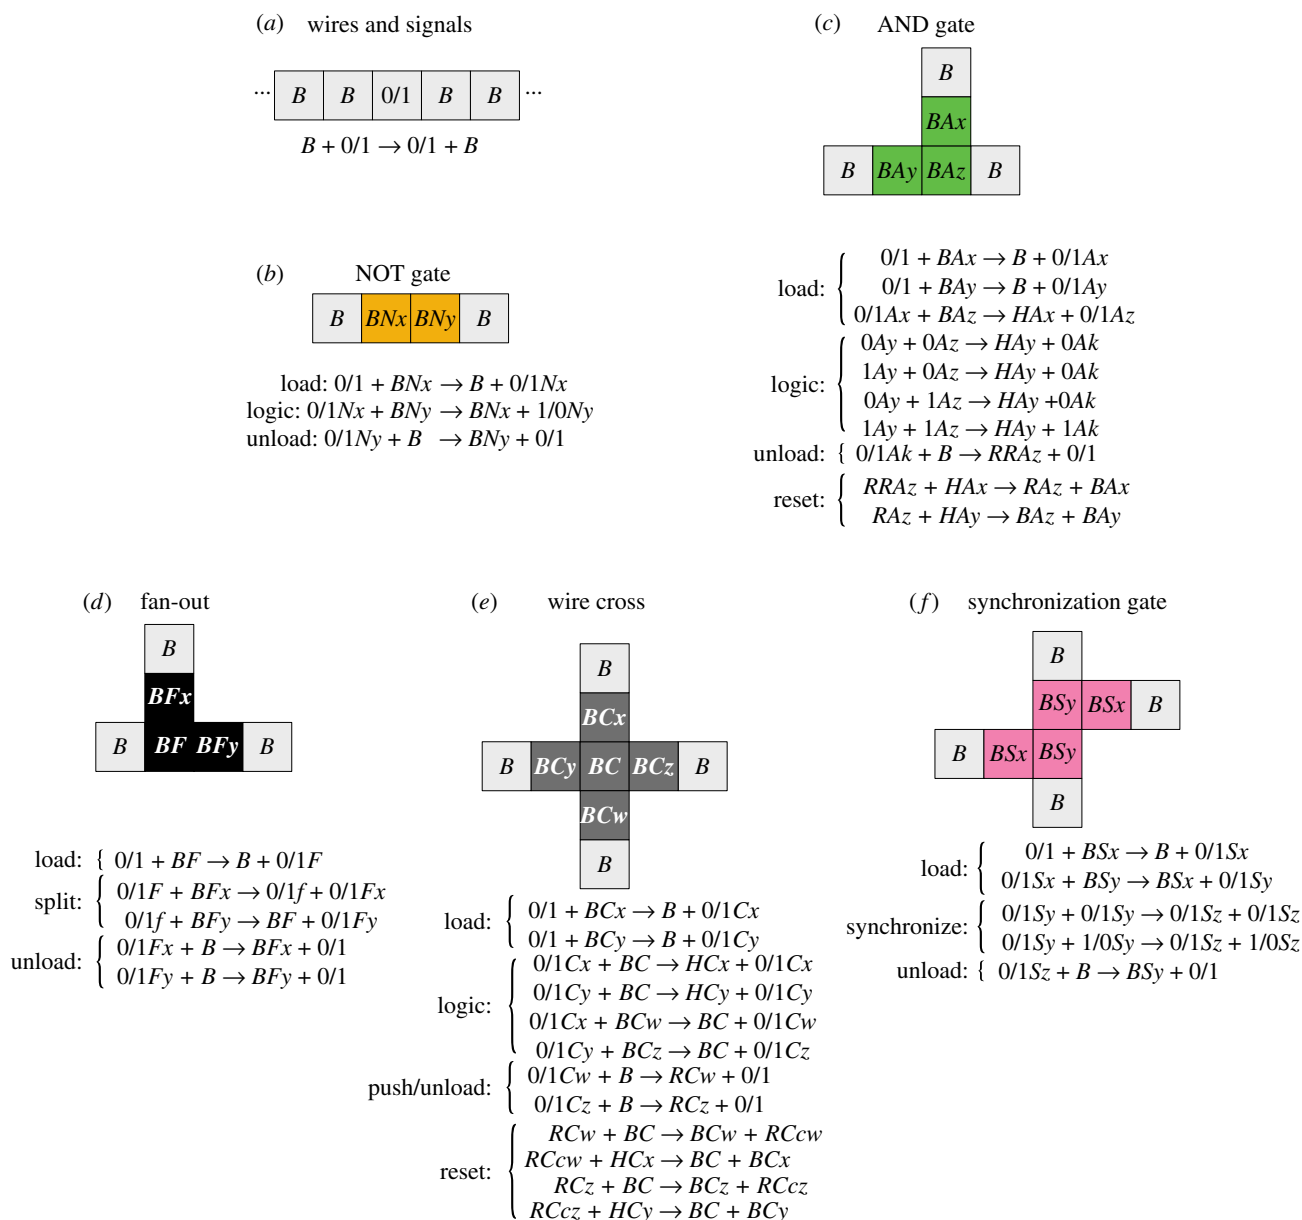 (a) wires and signals
... B B 0/1 B B ...
B + 0/1 → 0/1 + B
(b) NOT gate
B BNx BNy B
load: 0/1 + BNx → B + 0/1Nx
logic: 0/1Nx + BNy → BNx + 1/0Ny
unload: 0/1Ny + B → BNy + 0/1
(c) AND gate
B
BAx
B BAy BAz B
load:
0/1 + BAx → B + 0/1Ax
0/1 + BAy → B + 0/1Ay
0/1Ax + BAz → HAx + 0/1Az
logic:
0Ay + 0Az → HAy + 0Ak
1Ay + 0Az → HAy + 0Ak
0Ay + 1Az → HAy +0Ak
1Ay + 1Az → HAy + 1Ak
unload: { 0/1Ak + B → RRAz + 0/1
reset:
RRAz + HAx → RAz + BAx
RAz + HAy → BAz + BAy
(d) fan-out
B
BFx
B BF BFy B
load: { 0/1 + BF → B + 0/1F
split:
0/1F + BFx → 0/1f + 0/1Fx
0/1f + BFy → BF + 0/1Fy
unload:
0/1Fx + B → BFx + 0/1
0/1Fy + B → BFy + 0/1
(e) wire cross
B
BCx
B BCy BC BCz B
BCw
B
load:
0/1 + BCx → B + 0/1Cx
0/1 + BCy → B + 0/1Cy
logic:
0/1Cx + BC → HCx + 0/1Cx
0/1Cy + BC → HCy + 0/1Cy
0/1Cx + BCw → BC + 0/1Cw
0/1Cy + BCz → BC + 0/1Cz
push/unload:
0/1Cw + B → RCw + 0/1
0/1Cz + B → RCz + 0/1
reset:
RCw + BC → BCw + RCcw
RCcw + HCx → BC + BCx
RCz + BC → BCz + RCcz
RCcz + HCy → BC + BCy
(f) synchronization gate
B
BSy BSx B
B BSx BSy
B
load:
0/1 + BSx → B + 0/1Sx
0/1Sx + BSy → BSx + 0/1Sy
synchronize:
0/1Sy + 0/1Sy → 0/1Sz + 0/1Sz
0/1Sy + 1/0Sy → 0/1Sz + 1/0Sz
unload: { 0/1Sz + B → BSy + 0/1